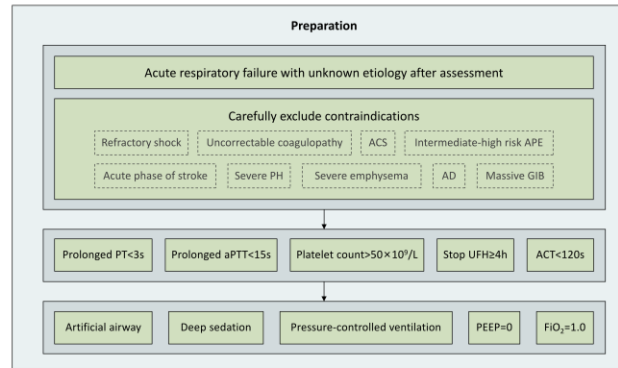 Preparation
Acute respiratory failure with unknown etiology after assessment
Carefully exclude contraindications
Refractory shock Uncorrectable coagulopathy ACS Intermediate-high risk APE
Acute phase of stroke Severe PH Severe emphysema AD Massive GIB
Prolonged PT<3s Prolonged aPTT<15s Platelet count>50×10⁹/L Stop UFH≥4h ACT<120s
Artificial airway Deep sedation Pressure-controlled ventilation PEEP=0 FiO₂=1.0